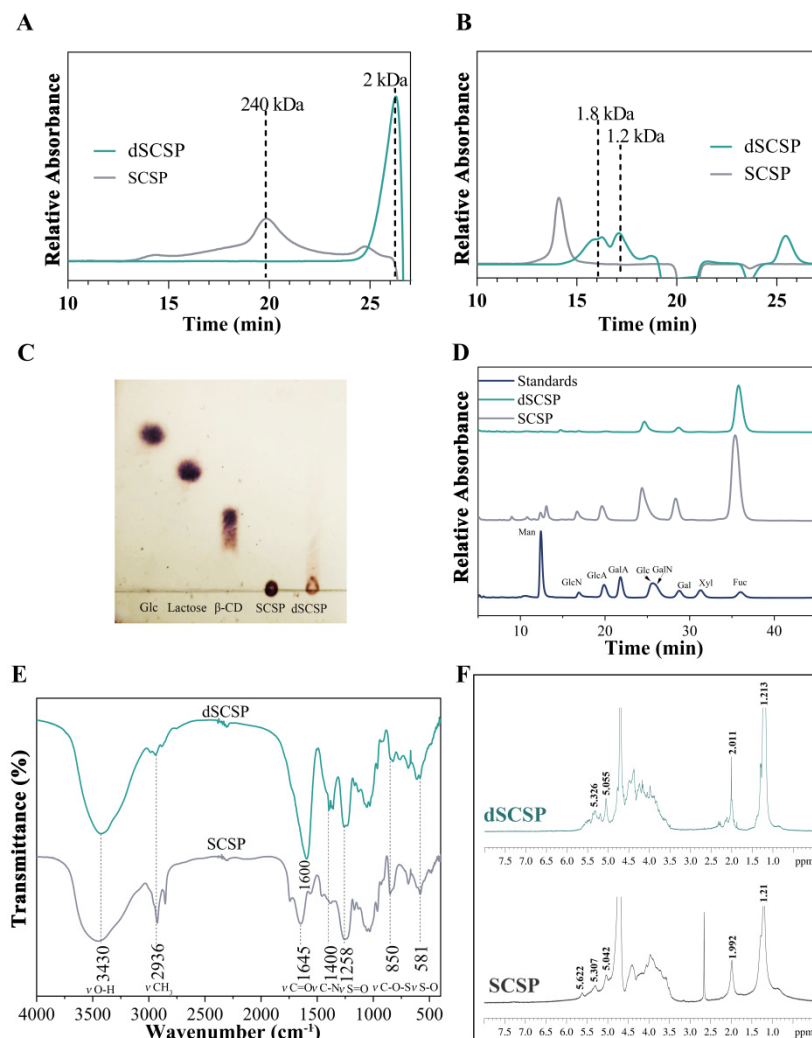 A
Relative Absorbance
240 kDa
2 kDa
dSCSP
SCSP
10 15 20 25
Time (min)
B
Relative Absorbance
1.8 kDa
1.2 kDa
dSCSP
SCSP
10 15 20 25
Time (min)
C
Glc Lactose β-CD SCSP dSCSP
D
Relative Absorbance
Standards
dSCSP
SCSP
Man
GlcN
GlcA
GalA
Glc
GalN
Gal
Xyl
Fuc
10 20 30 40
Time (min)
E
Transmittance (%)
dSCSP
SCSP
1600
3430
2936
1645
1400
1258
850
581
ν O-H
ν CH3
ν C=O
ν C-N
ν S=O
ν C-O-S
ν S-O
4000 3500 3000 2500 2000 1500 1000 500
Wavenumber (cm-1)
F
5.326
5.055
2.011
1.213
dSCSP
7.5 7.0 6.5 6.0 5.5 5.0 4.5 4.0 3.5 3.0 2.5 2.0 1.5 1.0 ppm
5.622
5.307
5.042
1.992
1.21
SCSP
7.5 7.0 6.5 6.0 5.5 5.0 4.5 4.0 3.5 3.0 2.5 2.0 1.5 1.0 ppm